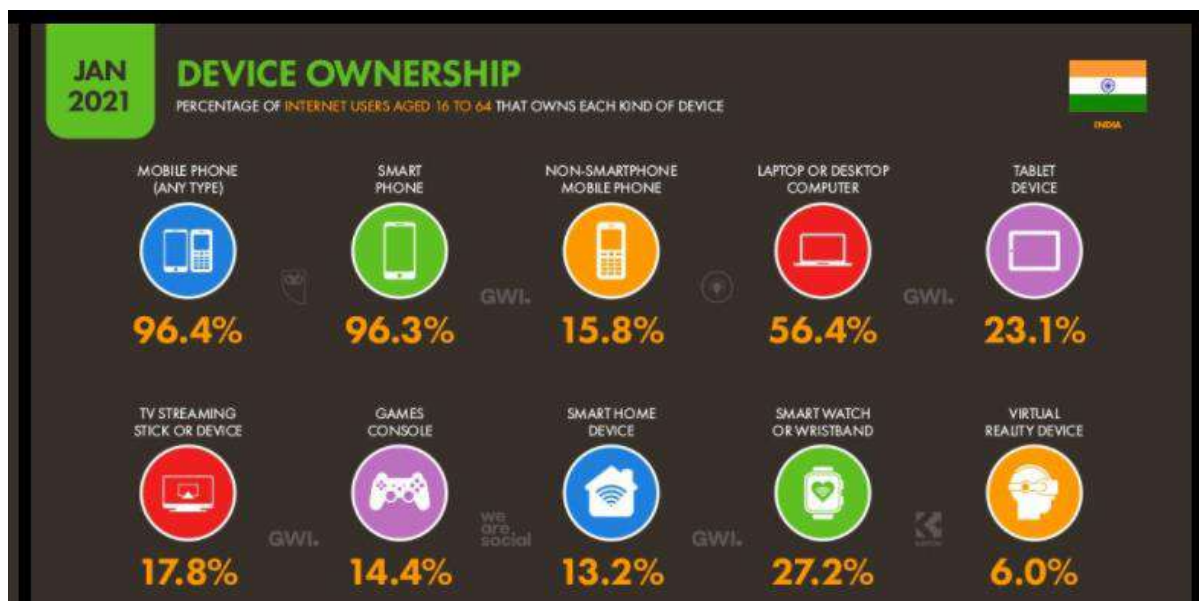 JAN
2021
DEVICE OWNERSHIP
PERCENTAGE OF INTERNET USERS AGED 16 TO 64 THAT OWNS EACH KIND OF DEVICE
INDIA
MOBILE PHONE
(ANY TYPE)
SMART
PHONE
NON-SMARTPHONE
MOBILE PHONE
LAPTOP OR DESKTOP
COMPUTER
TABLET
DEVICE
GWI.
GWI.
96.4%
96.3%
15.8%
56.4%
23.1%
TV STREAMING
STICK OR DEVICE
GAMES
CONSOLE
SMART HOME
DEVICE
SMART WATCH
OR WRISTBAND
VIRTUAL
REALITY DEVICE
GWI.
we
are
social
GWI.
17.8%
14.4%
13.2%
27.2%
6.0%